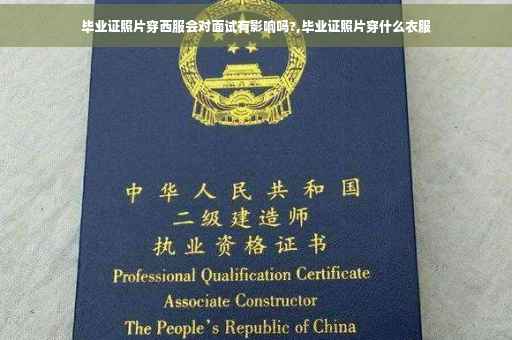 毕业证照片穿西服会对面试有影响吗?,毕业证照片穿什么衣服
中华人民共和国
二级建造师
执业资格证书
Professional Qualification Certificate
Associate Constructor
The People's Republic of China